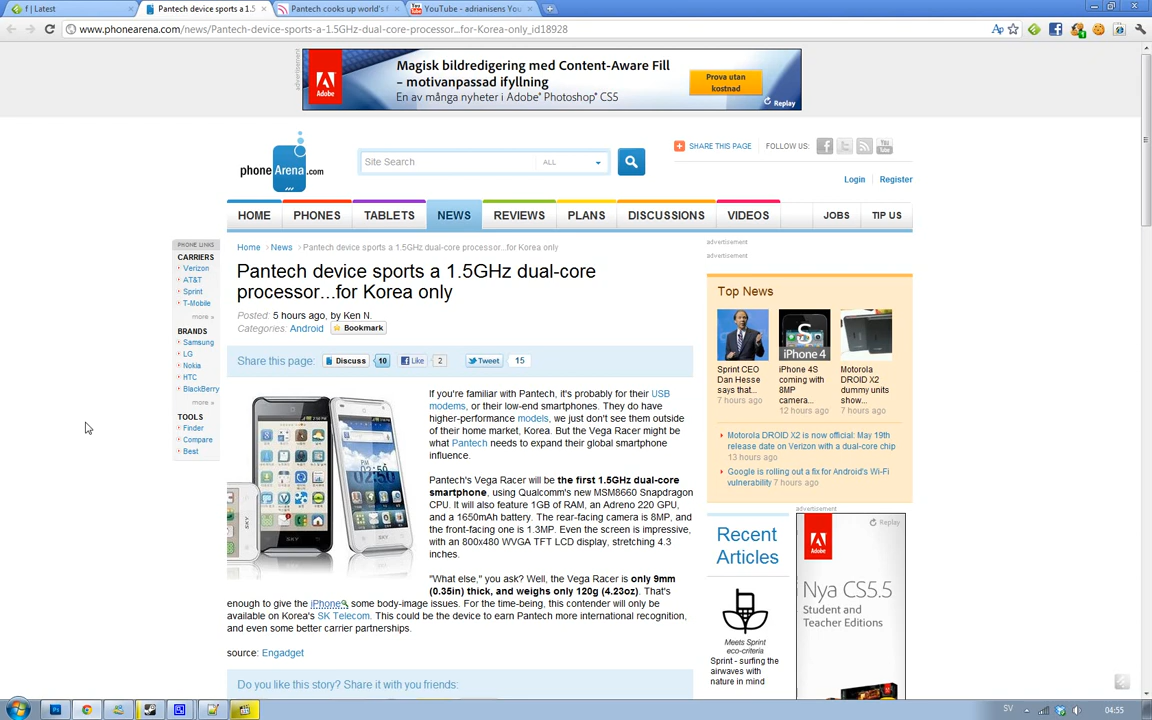 f | Latest
Pantech device sports a 1.5
Pantech cooks up world's f
YouTube - adrianisens You
www.phonearena.com/news/Pantech-device-sports-a-1.5GHz-dual-core-processor...for-Korea-only_id18928
advertisement
Adobe
Magisk bildredigering med Content-Aware Fill
– motivanpassad ifyllning
En av många nyheter i Adobe® Photoshop® CS5
Prova utan
kostnad
Replay
phoneArena.com
Site Search
ALL
SHARE THIS PAGE
FOLLOW US:
Login
Register
HOME
PHONES
TABLETS
NEWS
REVIEWS
PLANS
DISCUSSIONS
VIDEOS
JOBS
TIP US
PHONE LINKS
CARRIERS
Verizon
AT&T
Sprint
T-Mobile
more »
BRANDS
Samsung
LG
Nokia
HTC
BlackBerry
more »
TOOLS
Finder
Compare
Best
Home > News > Pantech device sports a 1.5GHz dual-core processor...for Korea only
Pantech device sports a 1.5GHz dual-core
processor...for Korea only
Posted: 5 hours ago, by Ken N.
Categories: Android
Bookmark
Share this page:
Discuss
10
Like
2
Tweet
15
SKY
SKY
SKY
If you're familiar with Pantech, it's probably for their USB
modems, or their low-end smartphones. They do have
higher-performance models, we just don't see them outside
of their home market, Korea. But the Vega Racer might be
what Pantech needs to expand their global smartphone
influence.
Pantech's Vega Racer will be the first 1.5GHz dual-core
smartphone, using Qualcomm's new MSM8660 Snapdragon
CPU. It will also feature 1GB of RAM, an Adreno 220 GPU,
and a 1650mAh battery. The rear-facing camera is 8MP, and
the front-facing one is 1.3MP. Even the screen is impressive,
with an 800x480 WVGA TFT LCD display, stretching 4.3
inches.
"What else," you ask? Well, the Vega Racer is only 9mm
(0.35in) thick, and weighs only 120g (4.23oz). That's
enough to give the iPhone some body-image issues. For the time-being, this contender will only be
available on Korea's SK Telecom. This could be the device to earn Pantech more international recognition,
and even some better carrier partnerships.
source: Engadget
Do you like this story? Share it with you friends:
advertisement
advertisement
Top News
S
iPhone 4
Sprint CEO
Dan Hesse
says that...
7 hours ago
iPhone 4S
coming with
8MP
camera...
12 hours ago
Motorola
DROID X2
dummy units
show...
7 hours ago
Motorola DROID X2 is now official: May 19th
release date on Verizon with a dual-core chip
13 hours ago
Google is rolling out a fix for Android's Wi-Fi
vulnerability 7 hours ago
advertisement
Recent
Articles
Meets Sprint
eco-criteria
Sprint - surfing the
airwaves with
nature in mind
Adobe
Replay
Nya CS5.5
Student and
Teacher Editions
SV
04:55